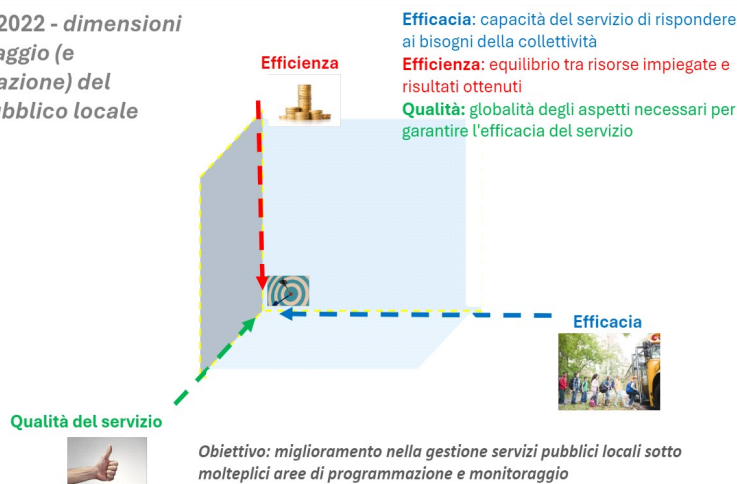 2022 - dimensioni
aggio (e
azione) del
bblico locale
Efficacia: capacità del servizio di rispondere
ai bisogni della collettività
Efficienza: equilibrio tra risorse impiegate e
risultati ottenuti
Qualità: globalità degli aspetti necessari per
garantire l'efficacia del servizio
Efficienza
Efficacia
Qualità del servizio
Obiettivo: miglioramento nella gestione servizi pubblici locali sotto
molteplici aree di programmazione e monitoraggio